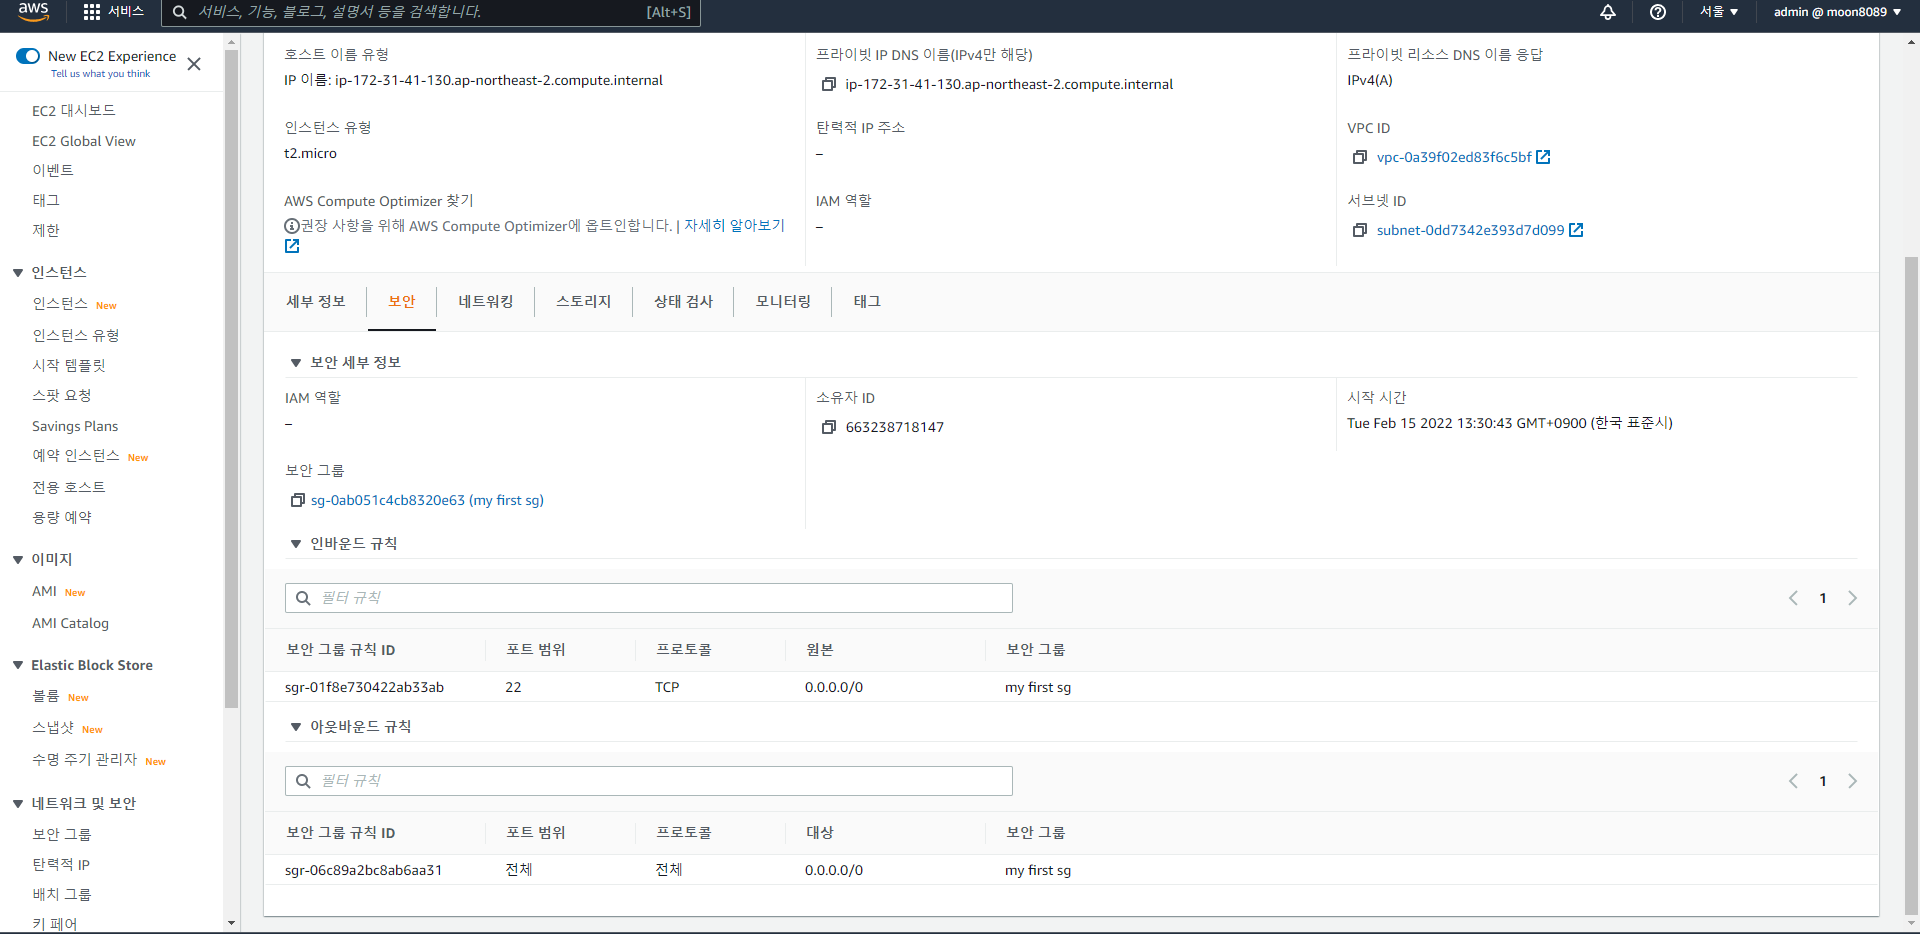 aws
서비스
서비스, 기능, 블로그, 설명서 등을 검색합니다.
[Alt+S]
서울 ▼
admin @ moon8089 ▼
New EC2 Experience
Tell us what you think
EC2 대시보드
EC2 Global View
이벤트
태그
제한
인스턴스
인스턴스 New
인스턴스 유형
시작 템플릿
스팟 요청
Savings Plans
예약 인스턴스 New
전용 호스트
용량 예약
이미지
AMI New
AMI Catalog
Elastic Block Store
볼륨 New
스냅샷 New
수명 주기 관리자 New
네트워크 및 보안
보안 그룹
탄력적 IP
배치 그룹
키 페어
호스트 이름 유형
IP 이름: ip-172-31-41-130.ap-northeast-2.compute.internal
프라이빗 IP DNS 이름(IPv4만 해당)
ip-172-31-41-130.ap-northeast-2.compute.internal
프라이빗 리소스 DNS 이름 응답
IPv4(A)
인스턴스 유형
t2.micro
탄력적 IP 주소
–
VPC ID
vpc-0a39f02ed83f6c5bf
AWS Compute Optimizer 찾기
권장 사항을 위해 AWS Compute Optimizer에 옵트인합니다. | 자세히 알아보기
IAM 역할
–
서브넷 ID
subnet-0dd7342e393d7d099
세부 정보 보안 네트워킹 스토리지 상태 검사 모니터링 태그
보안 세부 정보
IAM 역할
–
소유자 ID
663238718147
시작 시간
Tue Feb 15 2022 13:30:43 GMT+0900 (한국 표준시)
보안 그룹
sg-0ab051c4cb8320e63 (my first sg)
인바운드 규칙
필터 규칙
1
보안 그룹 규칙 ID 포트 범위 프로토콜 원본 보안 그룹
sgr-01f8e730422ab33ab 22 TCP 0.0.0.0/0 my first sg
아웃바운드 규칙
필터 규칙
1
보안 그룹 규칙 ID 포트 범위 프로토콜 대상 보안 그룹
sgr-06c89a2bc8ab6aa31 전체 전체 0.0.0.0/0 my first sg